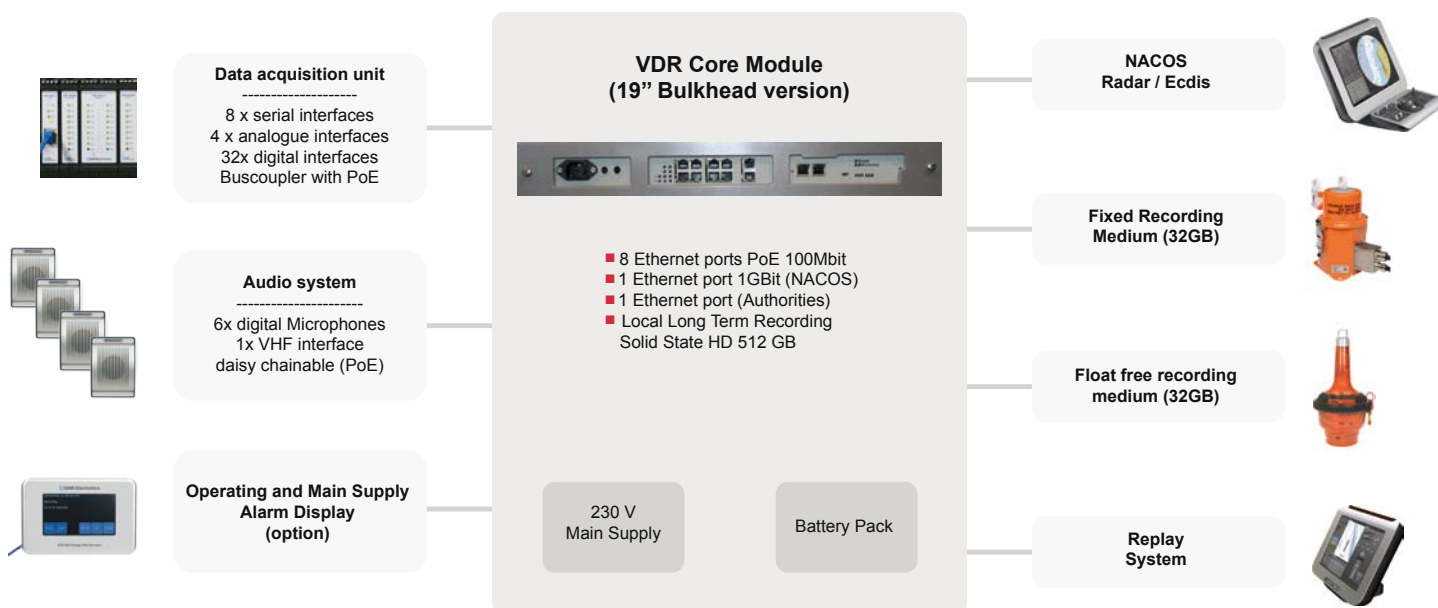 Data acquisition unit
--------------------
8 x serial interfaces
4 x analogue interfaces
32x digital interfaces
Buscoupler with PoE
Audio system
----------------------
6x digital Microphones
1x VHF interface
daisy chainable (PoE)
Operating and Main Supply
Alarm Display
(option)
VDR Core Module
(19” Bulkhead version)
8 Ethernet ports PoE 100Mbit
1 Ethernet port 1GBit (NACOS)
1 Ethernet port (Authorities)
Local Long Term Recording
Solid State HD 512 GB
230 V
Main Supply
Battery Pack
NACOS
Radar / Ecdis
Fixed Recording
Medium (32GB)
Float free recording
medium (32GB)
Replay
System